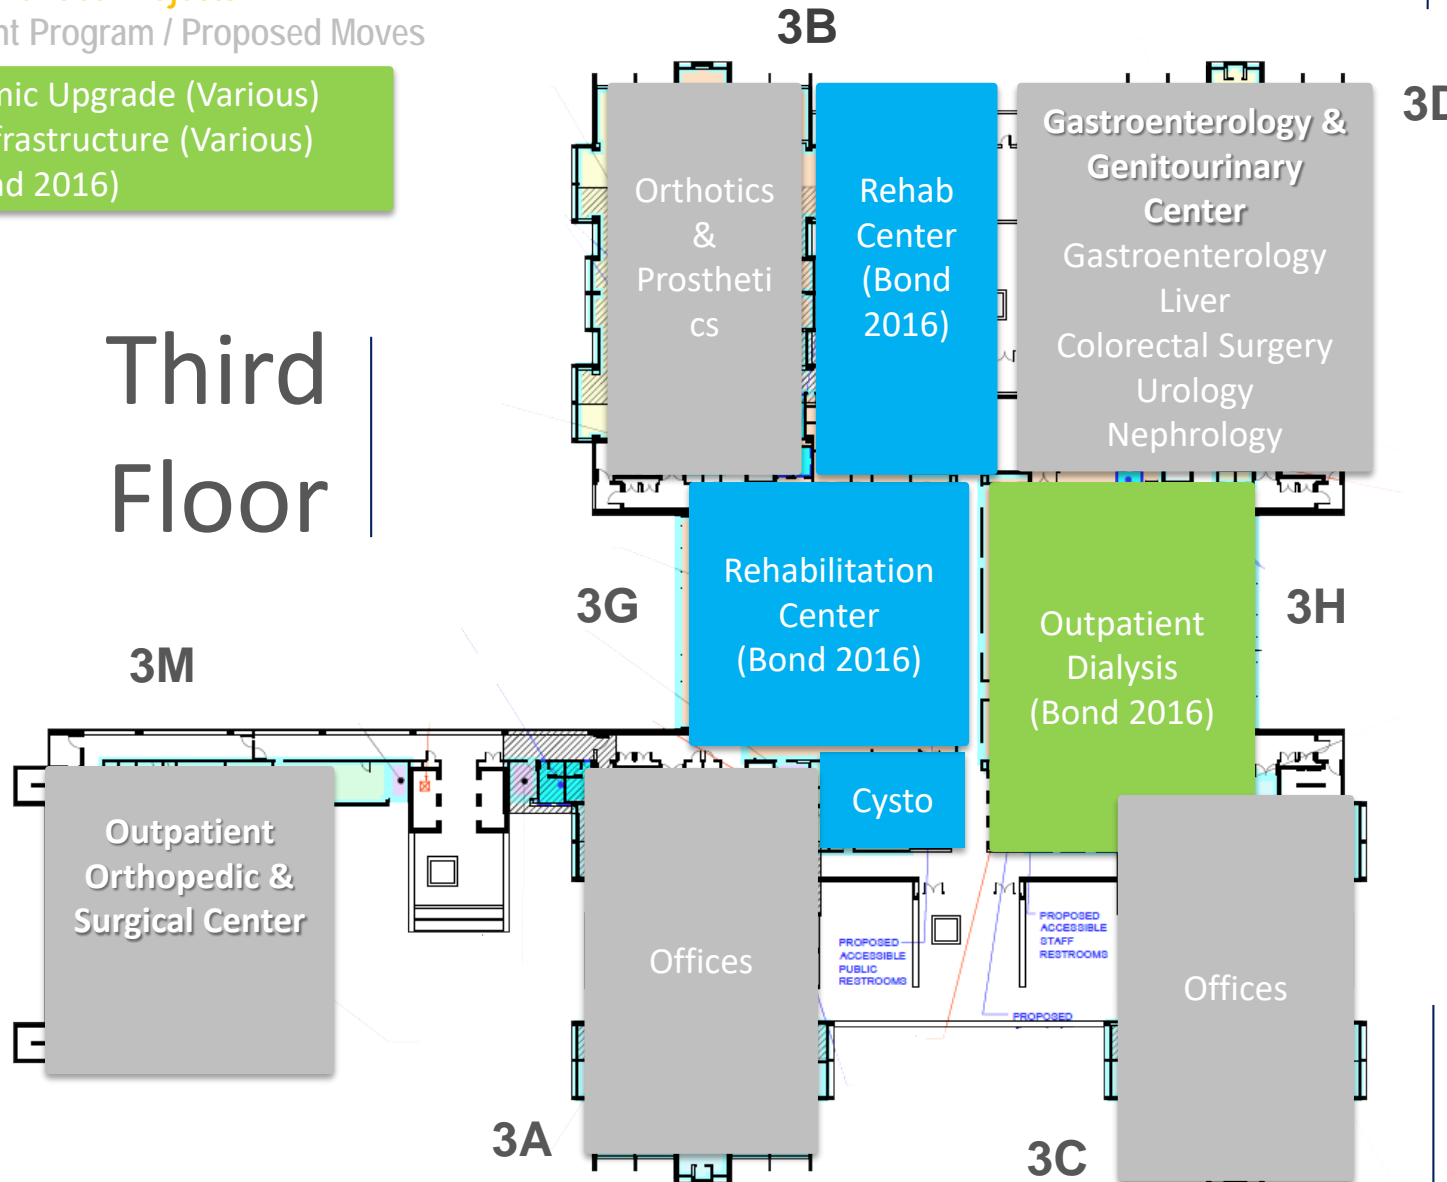 nt Program / Proposed Moves
mic Upgrade (Various)
frastructure (Various)
nd 2016)
Third
Floor
3B
3D
Orthotics
&
Prostheti
cs
Rehab
Center
(Bond
2016)
Gastroenterology &
Genitourinary
Center
Gastroenterology
Liver
Colorectal Surgery
Urology
Nephrology
3G
Rehabilitation
Center
(Bond 2016)
Outpatient
Dialysis
(Bond 2016)
3H
3M
Outpatient
Orthopedic &
Surgical Center
Cysto
Offices
PROPOSED
ACCESSIBLE
PUBLIC
RESTROOMS
PROPOSED
ACCESSIBLE
STAFF
RESTROOMS
PROPOSED
Offices
3A
3C